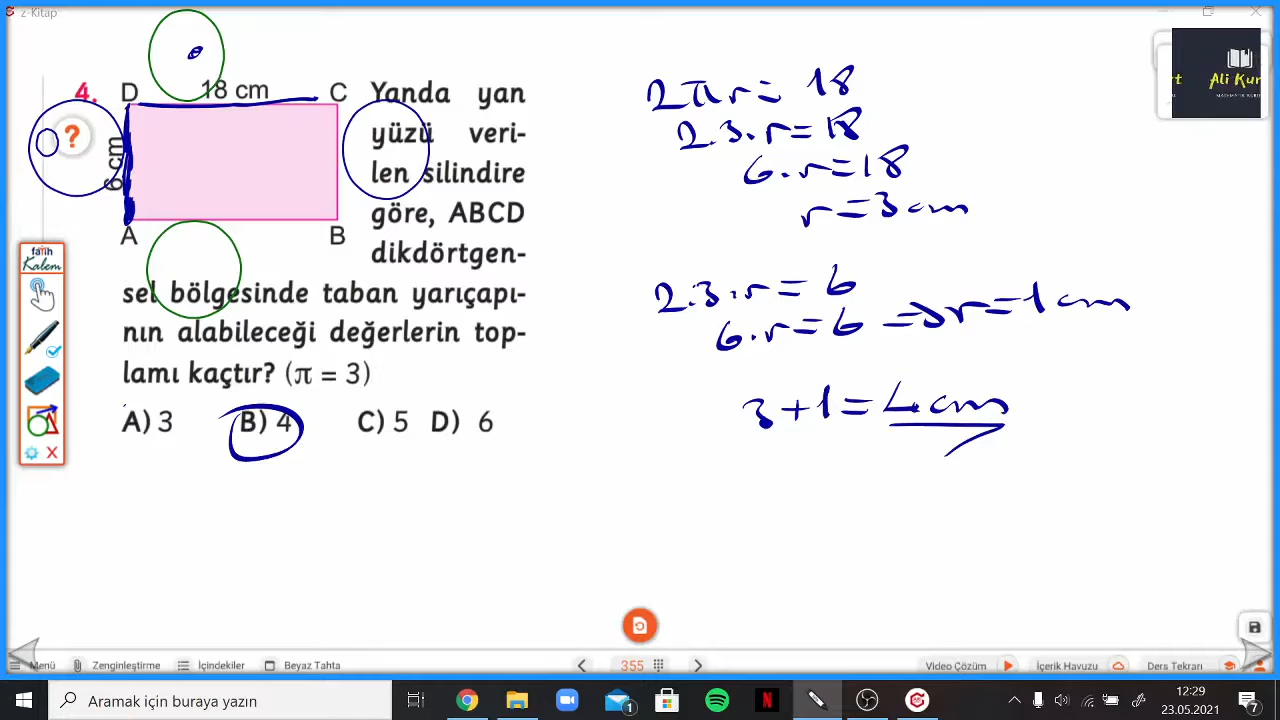 z-Kitap
4.
D
18 cm
C
?
6 cm
A
B
Yanda yan
yüzü veri-
len silindire
göre, ABCD
dikdörtgen-
sel bölgesinde taban yarıçapı-
nın alabileceği değerlerin top-
lamı kaçtır? (π = 3)
A) 3 B) 4 C) 5 D) 6
2πr = 18
2.3.r = 18
6.r = 18
r = 3 cm
2.3.r = 6
6.r = 6 => r = 1 cm
3+1 = 4 cm
Ali Kur
fatih
Kalem
Menü
Zenginleştirme
İçindekiler
Beyaz Tahta
355
Video Çözüm
İçerik Havuzu
Ders Tekrarı
Aramak için buraya yazın
1
12:29
23.05.2021
7